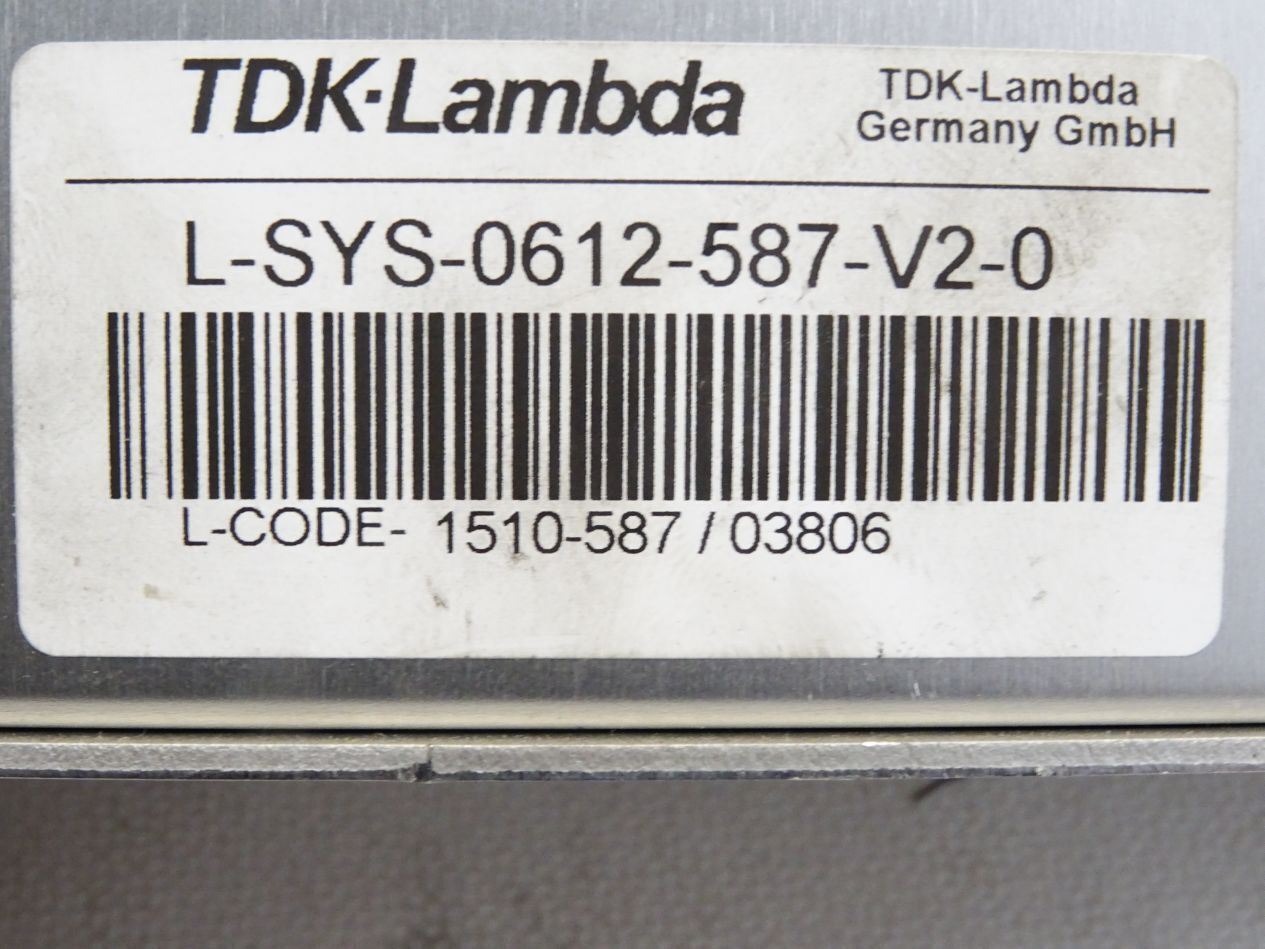 TDK-Lambda
TDK-Lambda
Germany GmbH
L-SYS-0612-587-V2-0
L-CODE- 1510-587 / 03806